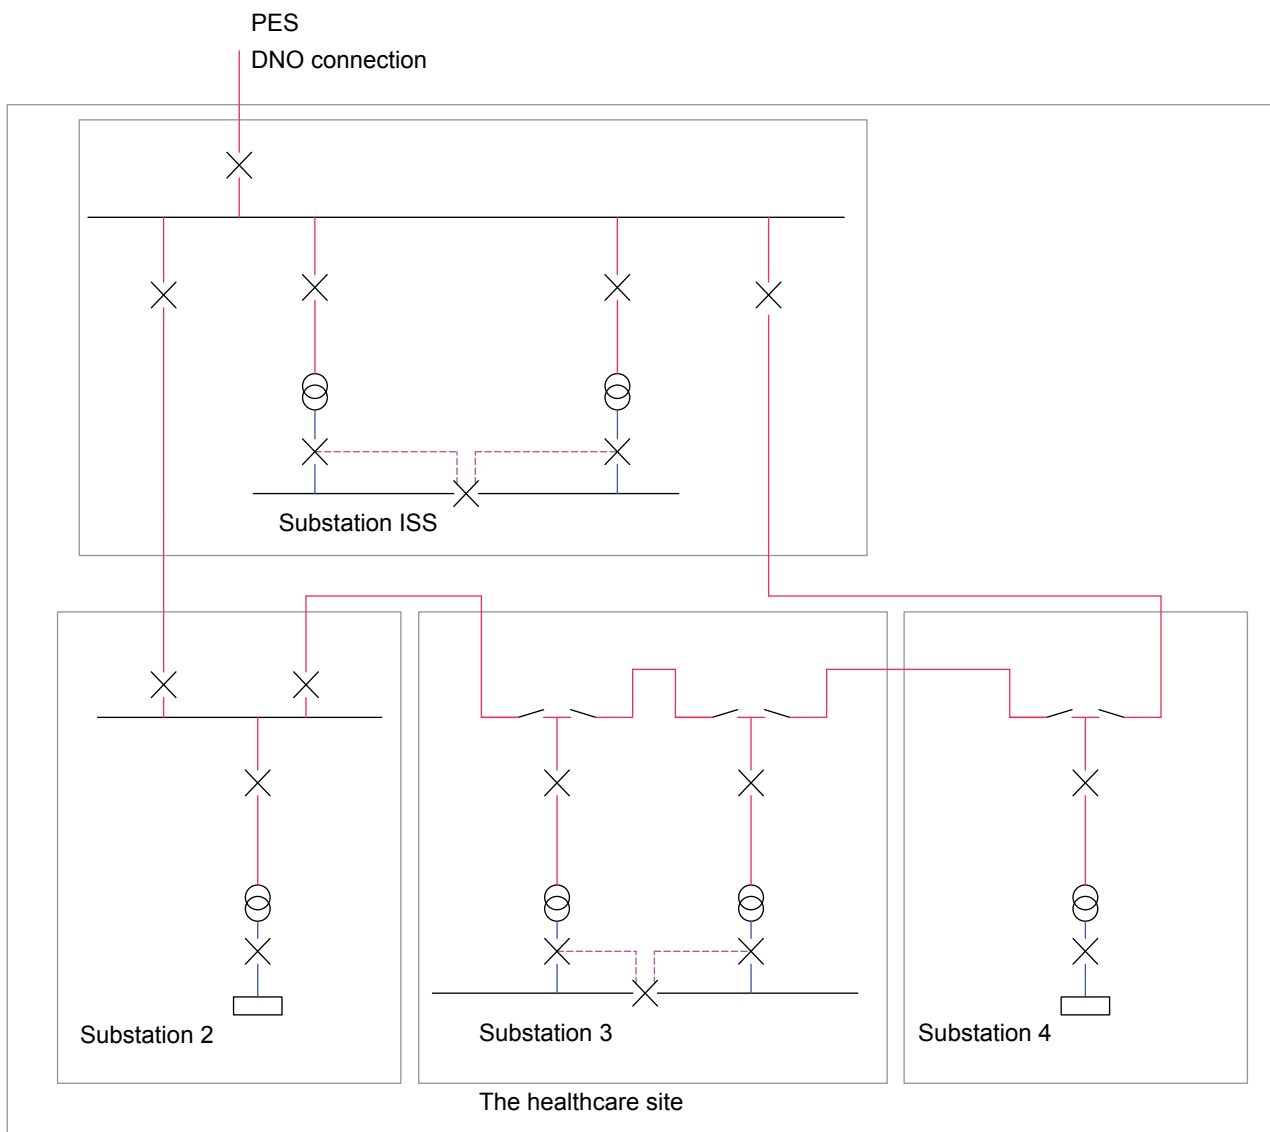 PES
DNO connection
Substation ISS
Substation 2
Substation 3
Substation 4
The healthcare site